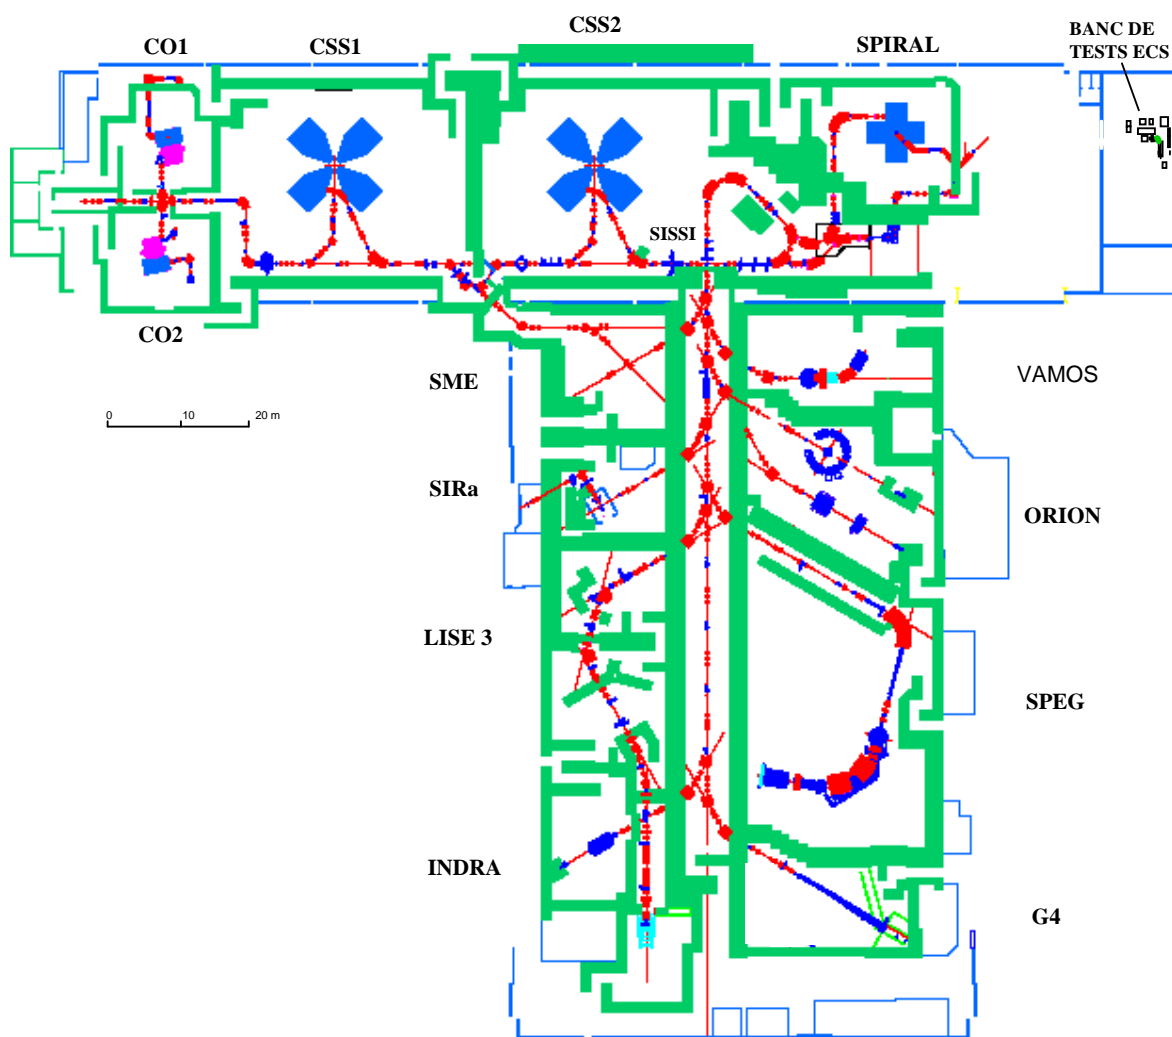 CSS2
BANC DE
TESTS ECS
CO1
CSS1
SPIRAL
SISSI
CO2
SME
VAMOS
0 10 20 m
SIRa
ORION
LISE 3
SPEG
INDRA
G4